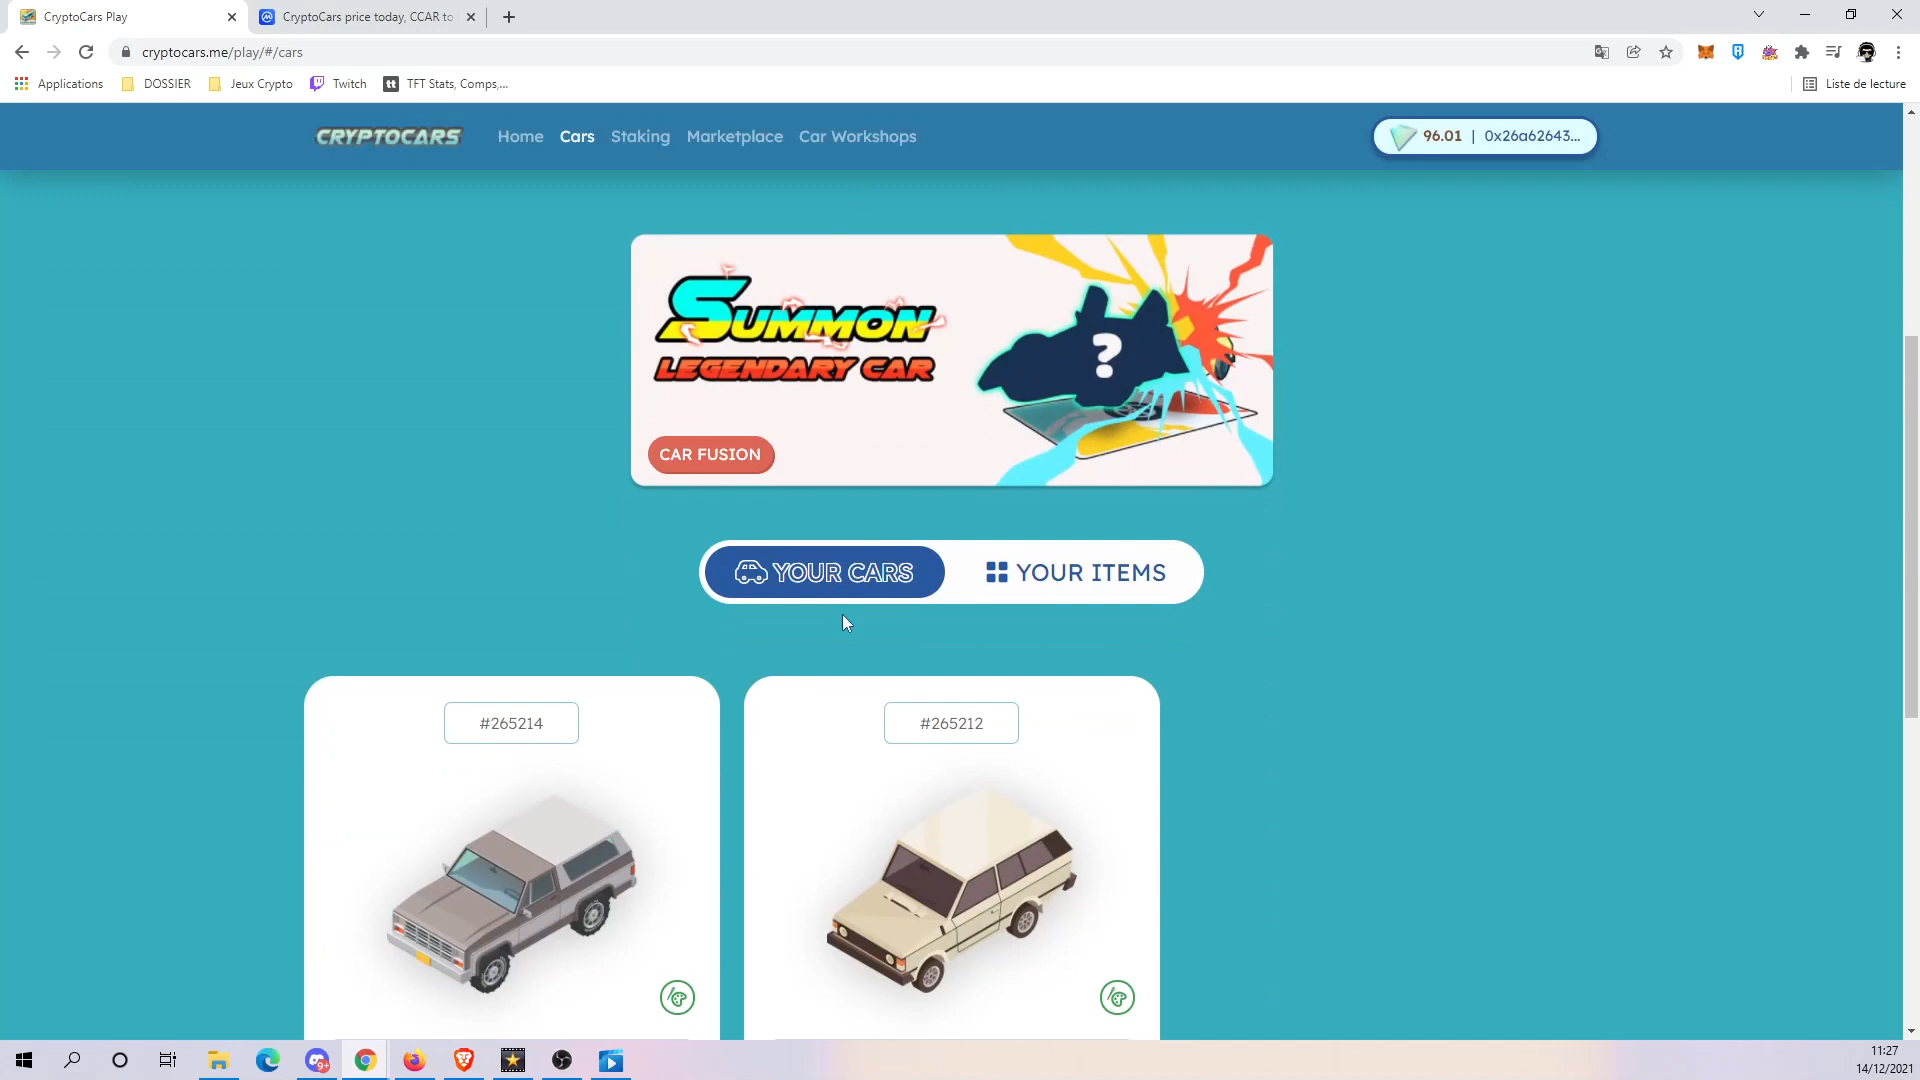 CryptoCars Play
CryptoCars price today, CCAR to
cryptocars.me/play/#/cars
Applications
DOSSIER
Jeux Crypto
Twitch
tt
TFT Stats, Comps,...
Liste de lecture
CRYPTOCARS
Home
Cars
Staking
Marketplace
Car Workshops
96.01 | 0x26a62643...
SUMMON
LEGENDARY CAR
?
CAR FUSION
YOUR CARS
YOUR ITEMS
#265214
#265212
9+
11:27
14/12/2021